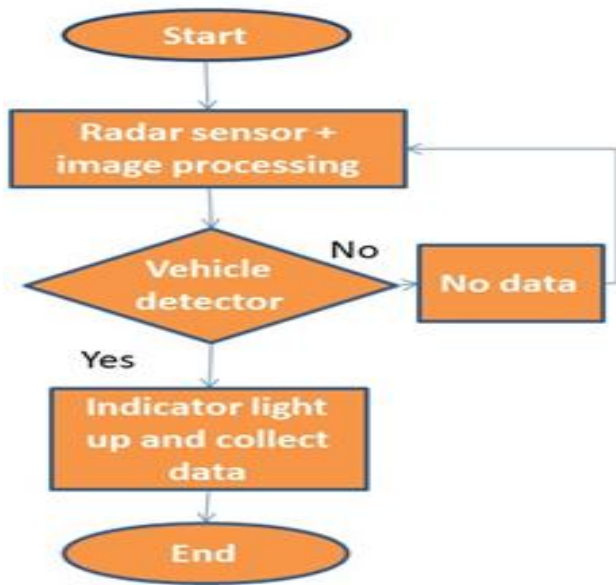 Start
Radar sensor +
image processing
Vehicle
detector
No
No data
Yes
Indicator light
up and collect
data
End